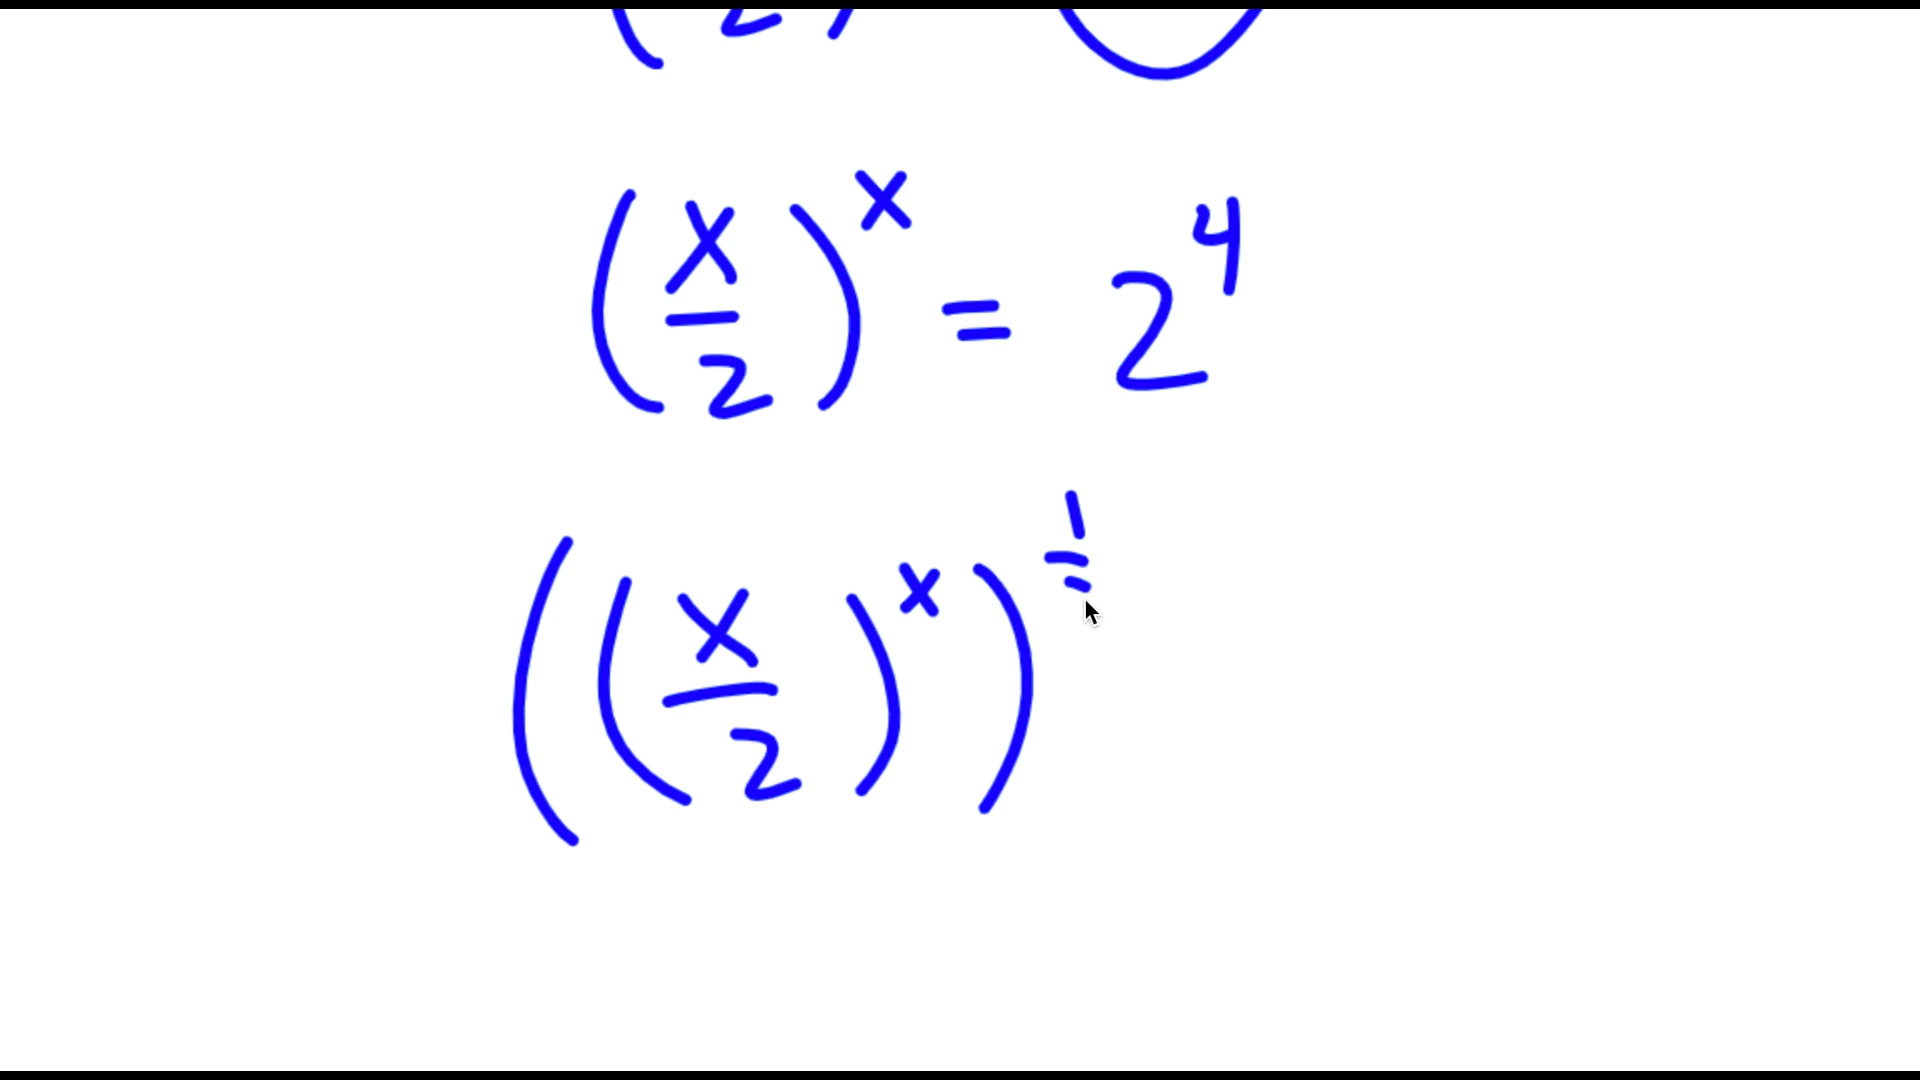 (x/2)^x = 2^4
((x/2)^x)^1/